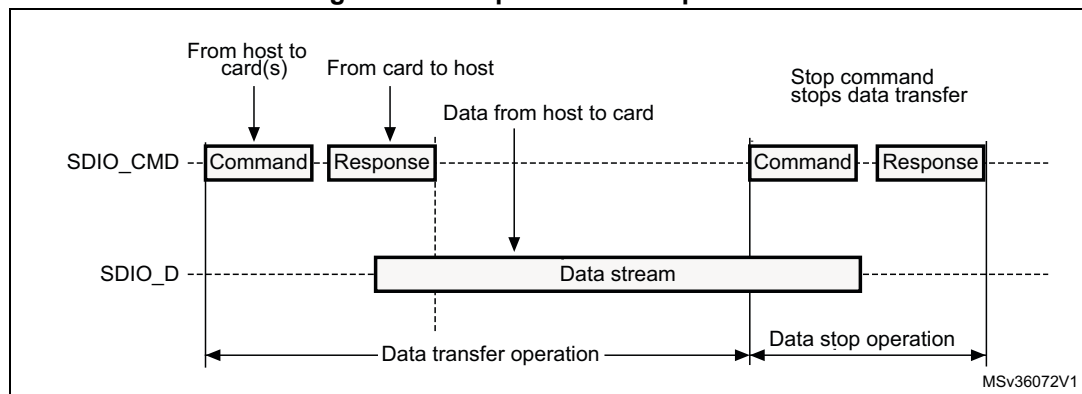 From host to
card(s)
From card to host
Data from host to card
Stop command
stops data transfer
SDIO_CMD
Command
Response
Command
Response
SDIO_D
Data stream
Data transfer operation
Data stop operation
MSv36072V1